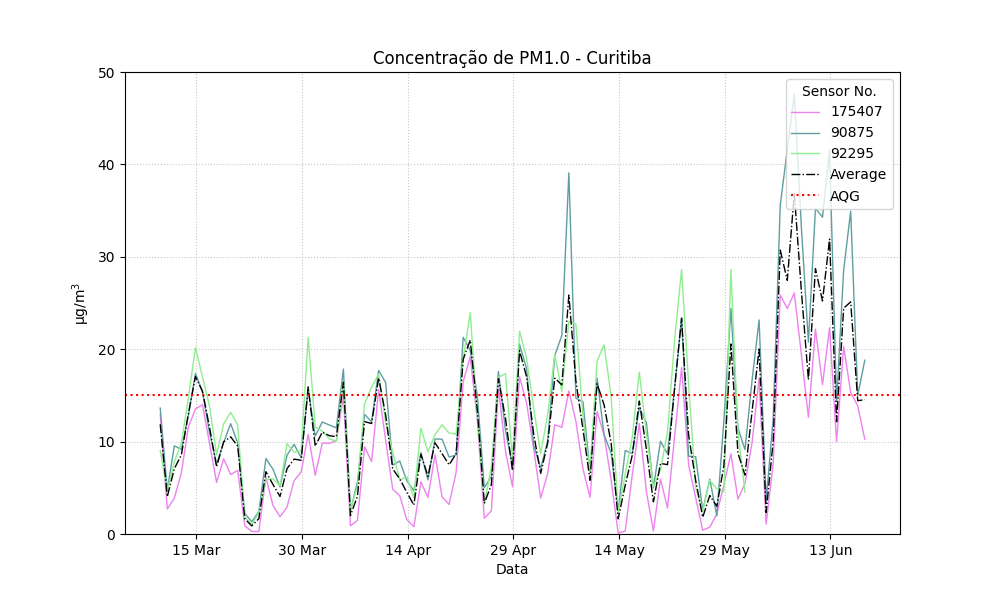 Concentração de PM1.0 - Curitiba
50
40
30
20
10
0
µg/m³
15 Mar
30 Mar
14 Apr
29 Apr
14 May
29 May
13 Jun
Data
Sensor No.
175407
90875
92295
Average
AQG